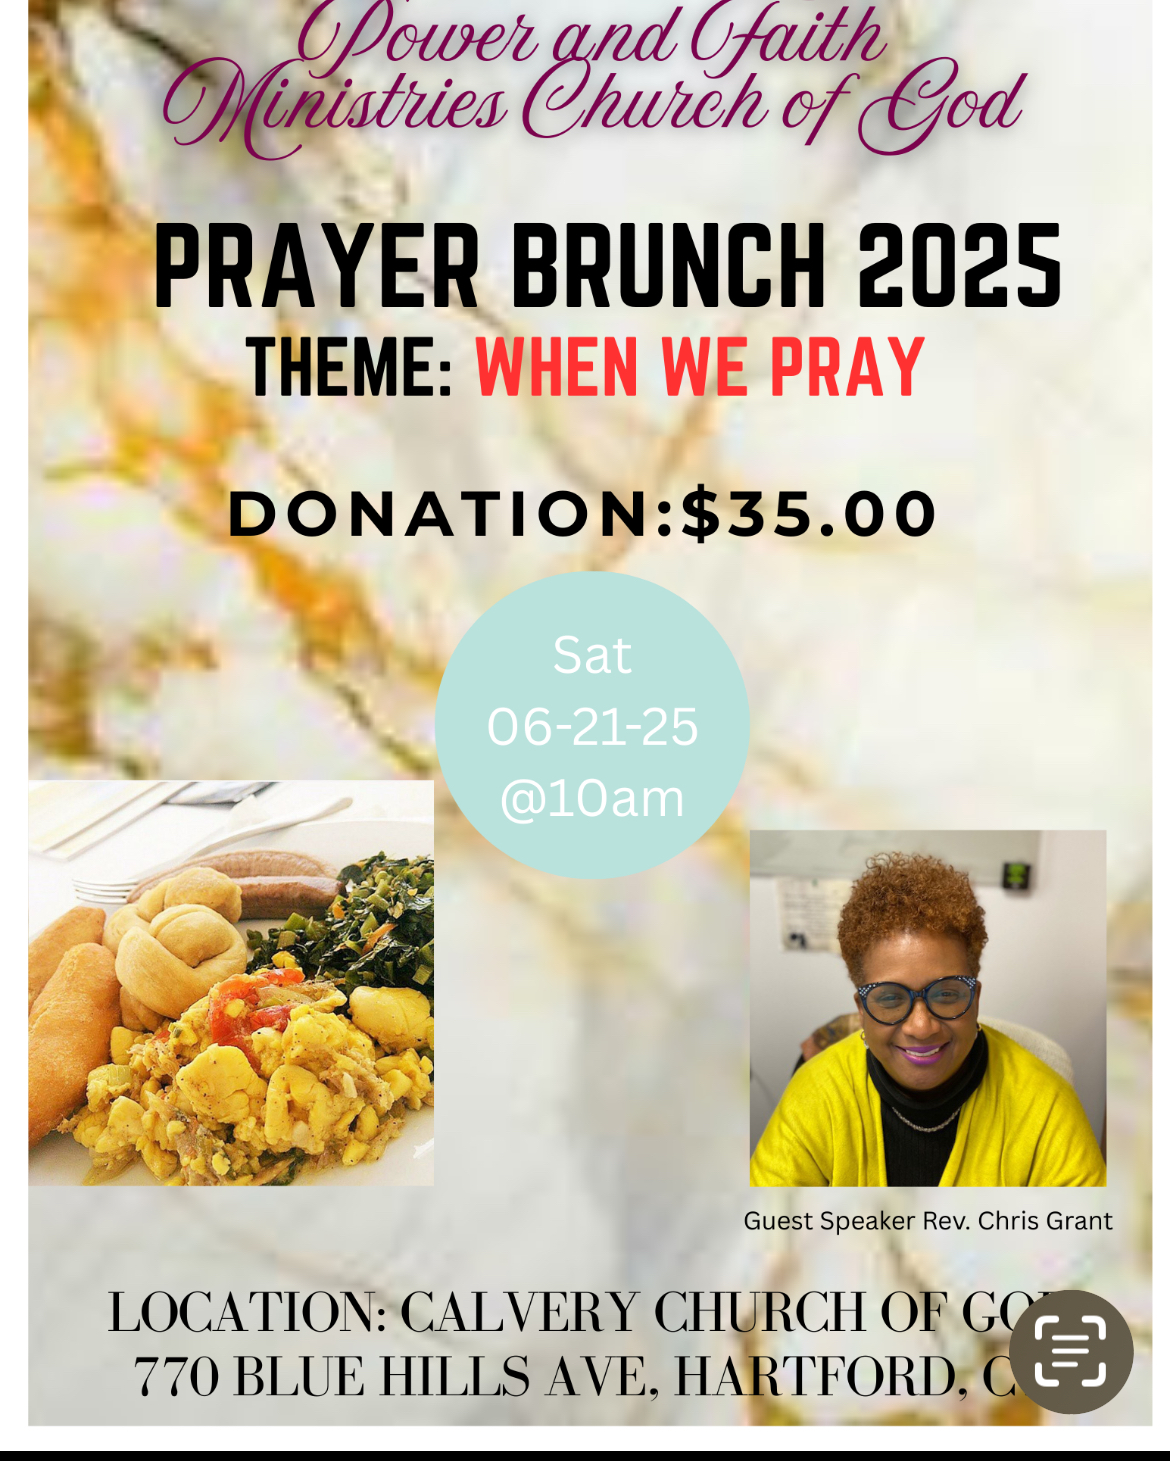 Power and Faith
Ministries Church of God
PRAYER BRUNCH 2025
THEME: WHEN WE PRAY
DONATION:$35.00
Sat
06-21-25
@10am
Guest Speaker Rev. Chris Grant
LOCATION: CALVERY CHURCH OF
770 BLUE HILLS AVE, HARTFORD,